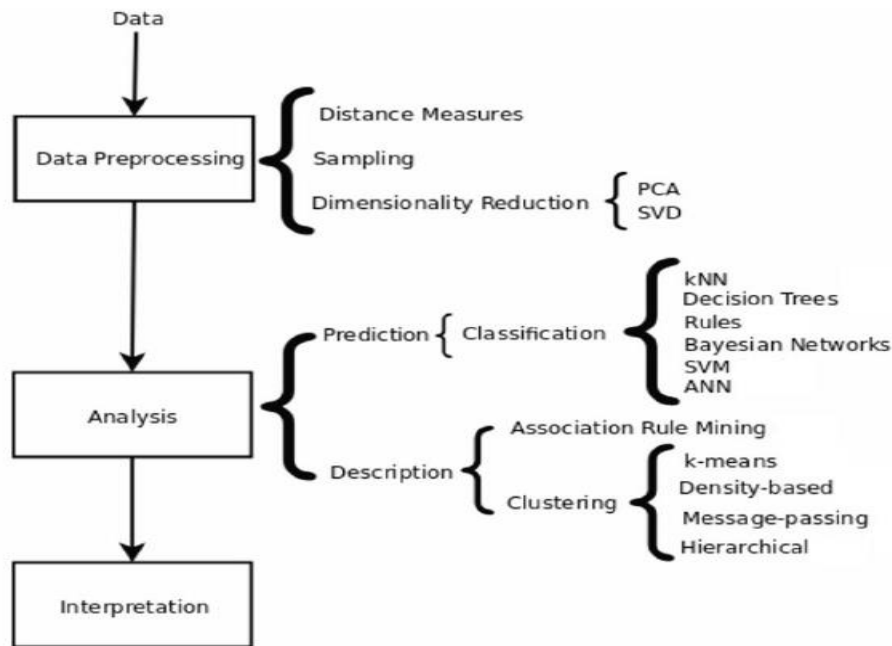 Data
Data Preprocessing
Distance Measures
Sampling
Dimensionality Reduction
PCA
SVD
Analysis
Prediction
Classification
kNN
Decision Trees
Rules
Bayesian Networks
SVM
ANN
Description
Association Rule Mining
Clustering
k-means
Density-based
Message-passing
Hierarchical
Interpretation